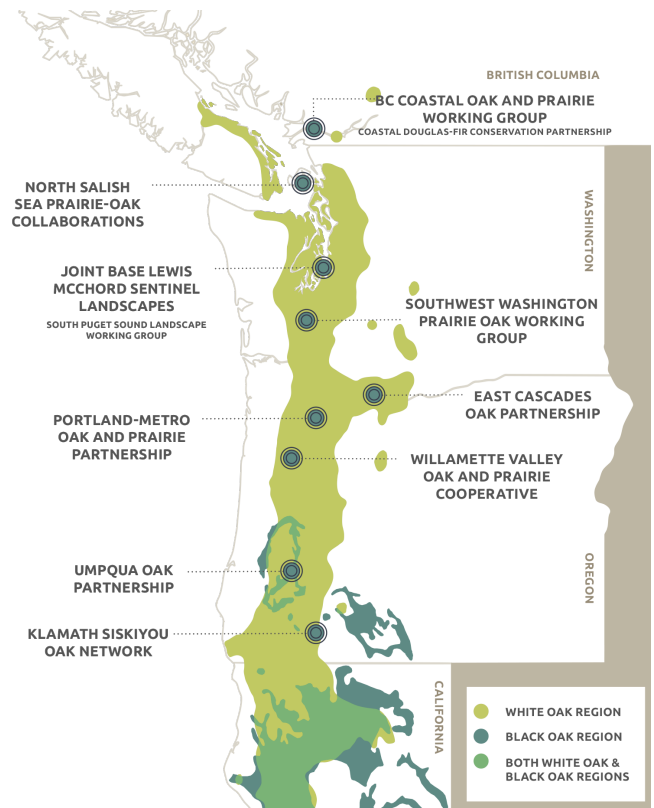 BRITISH COLUMBIA
BC COASTAL OAK AND PRAIRIE
WORKING GROUP
COASTAL DOUGLAS-FIR CONSERVATION PARTNERSHIP
NORTH SALISH
SEA PRAIRIE-OAK
COLLABORATIONS
WASHINGTON
JOINT BASE LEWIS
MCCHORD SENTINEL
LANDSCAPES
SOUTH PUGET SOUND LANDSCAPE
WORKING GROUP
SOUTHWEST WASHINGTON
PRAIRIE OAK WORKING
GROUP
EAST CASCADES
OAK PARTNERSHIP
PORTLAND-METRO
OAK AND PRAIRIE
PARTNERSHIP
WILLAMETTE VALLEY
OAK AND PRAIRIE
COOPERATIVE
UMPQUA OAK
PARTNERSHIP
OREGON
KLAMATH SISKIYOU
OAK NETWORK
CALIFORNIA
WHITE OAK REGION
BLACK OAK REGION
BOTH WHITE OAK &
BLACK OAK REGIONS